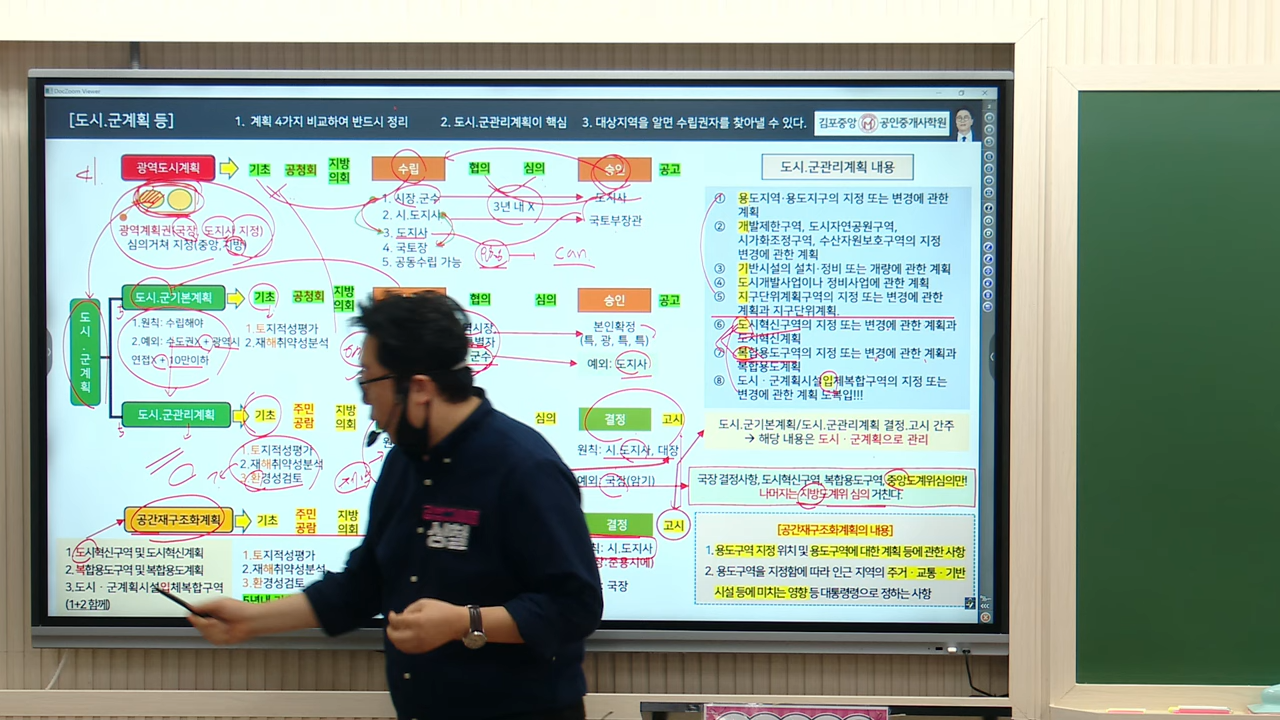 DocZoom Viewer
[도시.군계획 등]
1. 계획 4가지 비교하여 반드시 정리 2. 도시.군관리계획이 핵심 3. 대상지역을 알면 수립권자를 찾아낼 수 있다.
김포중앙 공인중개사학원
광역도시계획 기초 공청회 지방의회 수립 협의 심의 승인 공고
광역계획권(국장, 도지사 지정)
심의거쳐 지정(중앙,지방)
1. 시장.군수
2. 시.도지사
3. 도지사
4. 국토장
5. 공동수립 가능
3년 내 X
도지사
국토부장관
can.
도시·군계획
도시.군기본계획 기초 공청회 지방의회 협의 심의 승인 공고
1.원칙: 수립해야
2.예외: 수도권X+광역시
연접X+10만이하
1.토지적성평가
2.재해취약성분석
군수
본인확정
(특, 광, 특, 특)
예외: 도지사
도시.군관리계획 기초 주민공람 지방의회 심의 결정 고시
1.토지적성평가
2.재해취약성분석
3.환경성검토
원칙: 시.도지사, 대장
예외: 국장(암기)
공간재구조화계획 기초 주민공람 지방의회 결정 고시
1.도시혁신구역 및 도시혁신계획
2.복합용도구역 및 복합용도계획
3.도시·군계획시설입체복합구역
(1+2 함께)
1.토지적성평가
2.재해취약성분석
3.환경성검토
5년내
칙: 시.도지사
국장
도시.군관리계획 내용
① 용도지역·용도지구의 지정 또는 변경에 관한
계획
② 개발제한구역, 도시자연공원구역,
시가화조정구역, 수산자원보호구역의 지정
변경에 관한 계획
③ 기반시설의 설치·정비 또는 개량에 관한 계획
④ 도시개발사업이나 정비사업에 관한 계획
⑤ 지구단위계획구역의 지정 또는 변경에 관한
계획과 지구단위계획.
⑥ 도시혁신구역의 지정 또는 변경에 관한 계획과
도시혁신계획
⑦ 복합용도구역의 지정 또는 변경에 관한 계획과
복합용도계획
⑧ 도시·군계획시설입체복합구역의 지정 또는
변경에 관한 계획 도복입!!!
도시.군기본계획/도시.군관리계획 결정.고시 간주
→ 해당 내용은 도시·군계획으로 관리
국장 결정사항, 도시혁신구역, 복합용도구역, 중앙도계위심의만!
나머지는 지방도계위 심의 거친다.
[공간재구조화계획의 내용]
1. 용도구역 지정 위치 및 용도구역에 대한 계획 등에 관한 사항
2. 용도구역을 지정함에 따라 인근 지역의 주거·교통·기반
시설 등에 미치는 영향 등 대통령령으로 정하는 사항